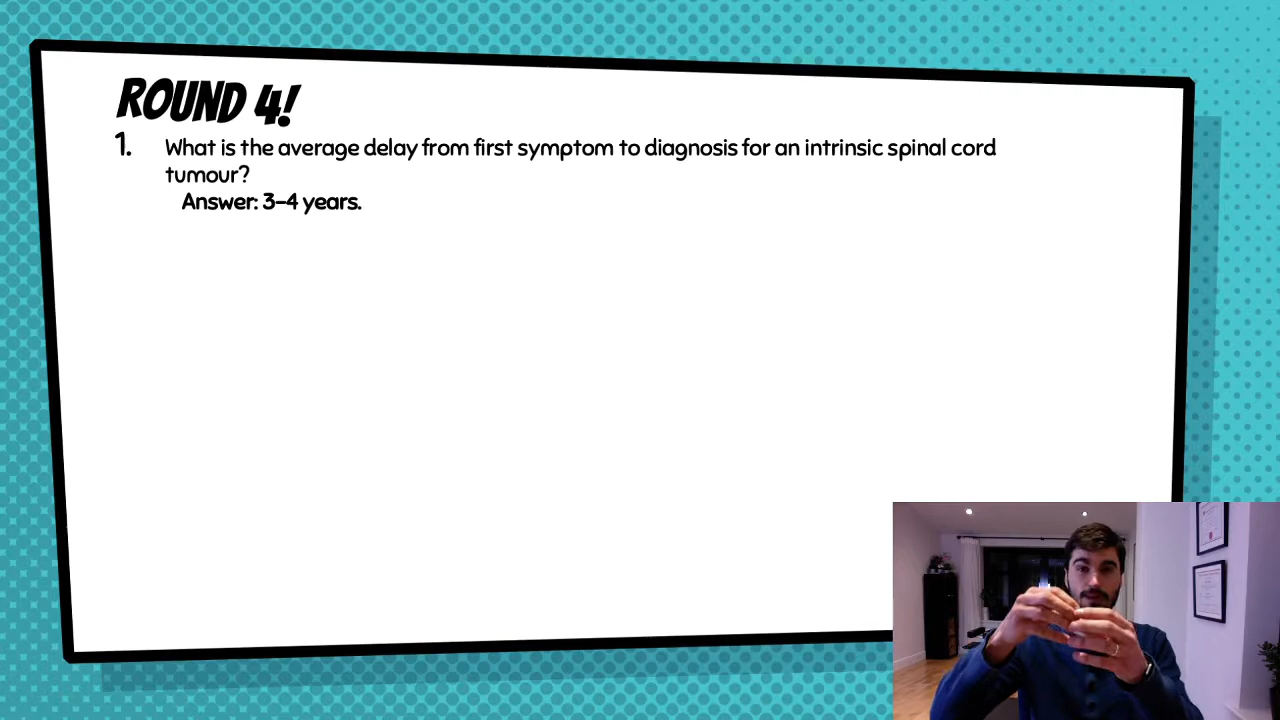 ROUND 4!
1. What is the average delay from first symptom to diagnosis for an intrinsic spinal cord
tumour?
Answer: 3-4 years.